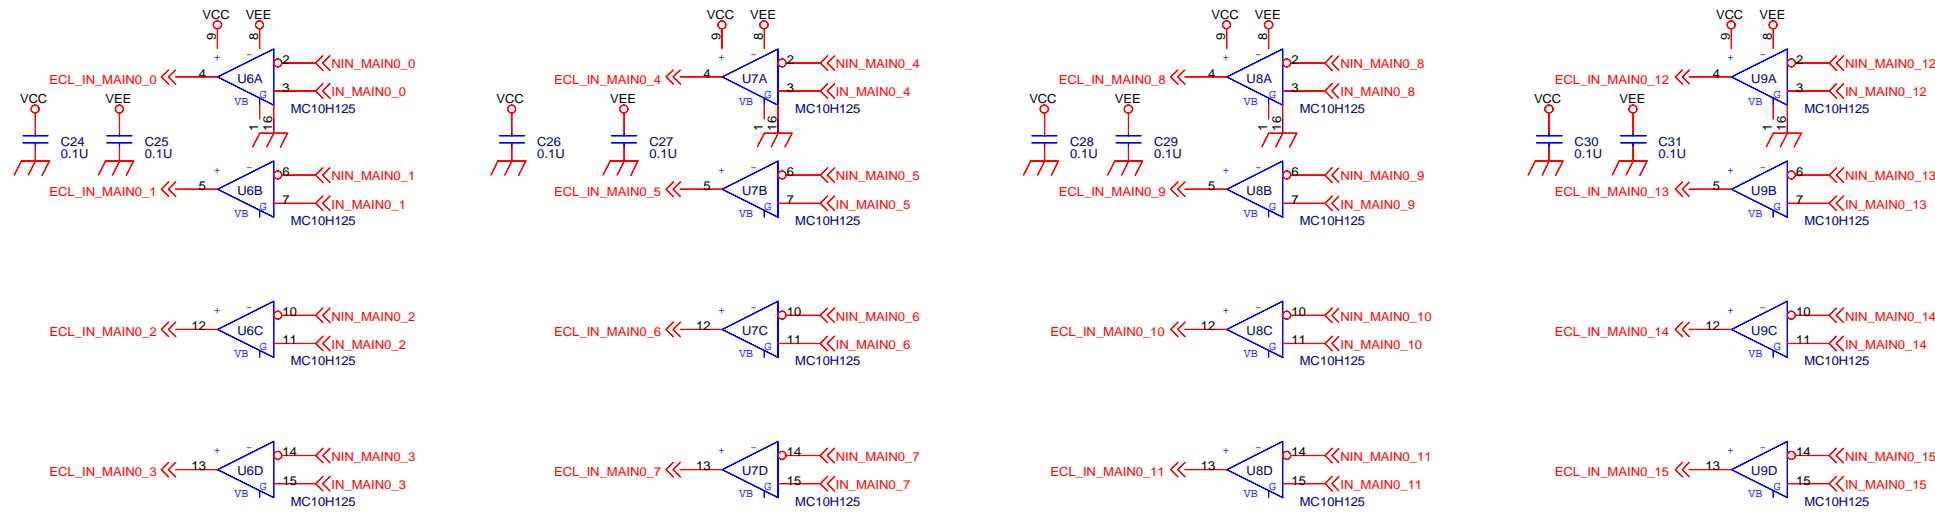 VCC VEE VCC VEE VCC VEE VCC VEE
9 8 9 8 9 8 9 8
+ − + − + − + −
2 NIN_MAIN0_0 2 NIN_MAIN0_4 2 NIN_MAIN0_8 2 NIN_MAIN0_12
ECL_IN_MAIN0_0 4 U6A ECL_IN_MAIN0_4 4 U7A ECL_IN_MAIN0_8 4 U8A ECL_IN_MAIN0_12 4 U9A
3 IN_MAIN0_0 3 IN_MAIN0_4 3 IN_MAIN0_8 3 IN_MAIN0_12
VCC VEE VB G MC10H125 VCC VEE VB G MC10H125 VCC VEE VB G MC10H125 VCC VEE VB G MC10H125
1 16 1 16 1 16 1 16
C24 C25 C26 C27 C28 C29 C30 C31
0.1U 0.1U 0.1U 0.1U 0.1U 0.1U 0.1U 0.1U
+ − + − + − + −
6 NIN_MAIN0_1 6 NIN_MAIN0_5 6 NIN_MAIN0_9 6 NIN_MAIN0_13
ECL_IN_MAIN0_1 5 U6B ECL_IN_MAIN0_5 5 U7B ECL_IN_MAIN0_9 5 U8B ECL_IN_MAIN0_13 5 U9B
7 IN_MAIN0_1 7 IN_MAIN0_5 7 IN_MAIN0_9 7 IN_MAIN0_13
VB G MC10H125 VB G MC10H125 VB G MC10H125 VB G MC10H125
+ − + − + − + −
10 NIN_MAIN0_2 10 NIN_MAIN0_6 10 NIN_MAIN0_10 10 NIN_MAIN0_14
ECL_IN_MAIN0_2 12 U6C ECL_IN_MAIN0_6 12 U7C ECL_IN_MAIN0_10 12 U8C ECL_IN_MAIN0_14 12 U9C
11 IN_MAIN0_2 11 IN_MAIN0_6 11 IN_MAIN0_10 11 IN_MAIN0_14
VB G MC10H125 VB G MC10H125 VB G MC10H125 VB G MC10H125
+ − + − + − + −
14 NIN_MAIN0_3 14 NIN_MAIN0_7 14 NIN_MAIN0_11 14 NIN_MAIN0_15
ECL_IN_MAIN0_3 13 U6D ECL_IN_MAIN0_7 13 U7D ECL_IN_MAIN0_11 13 U8D ECL_IN_MAIN0_15 13 U9D
15 IN_MAIN0_3 15 IN_MAIN0_7 15 IN_MAIN0_11 15 IN_MAIN0_15
VB G MC10H125 VB G MC10H125 VB G MC10H125 VB G MC10H125